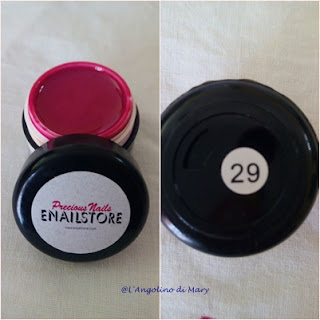 Precious Nails
ENAILSTORE
29
@L'Angolino di Mary